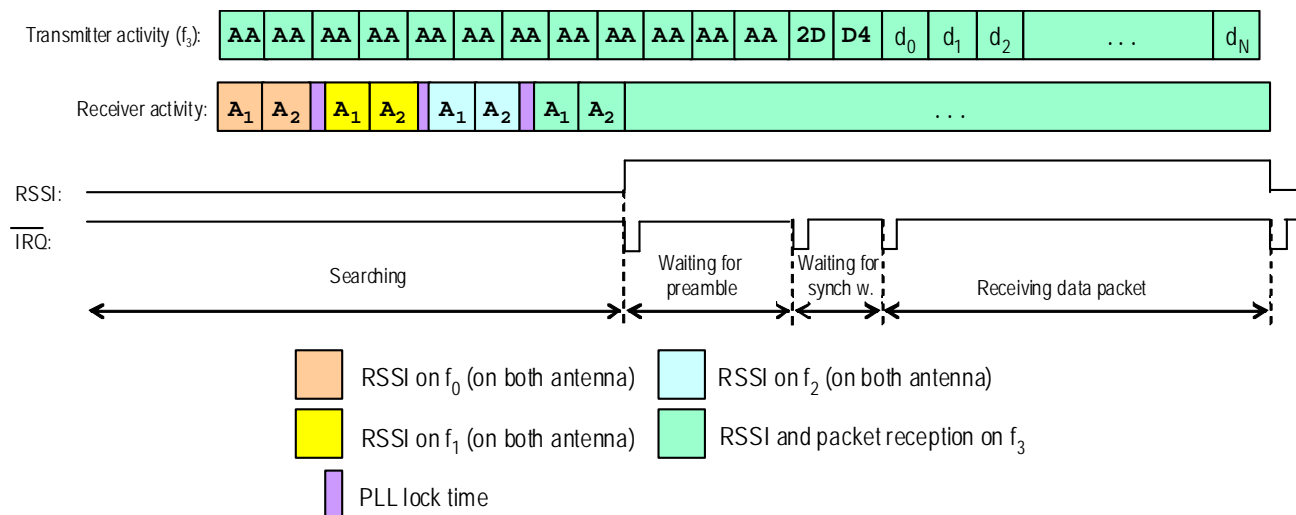 Transmitter activity (f3): AA AA AA AA AA AA AA AA AA AA AA AA 2D D4 d0 d1 d2 ... dN
Receiver activity: A1 A2 A1 A2 A1 A2 A1 A2 ...
RSSI:
IRQ:
Searching
Waiting for preamble
Waiting for synch w.
Receiving data packet
RSSI on f0 (on both antenna)
RSSI on f2 (on both antenna)
RSSI on f1 (on both antenna)
RSSI and packet reception on f3
PLL lock time